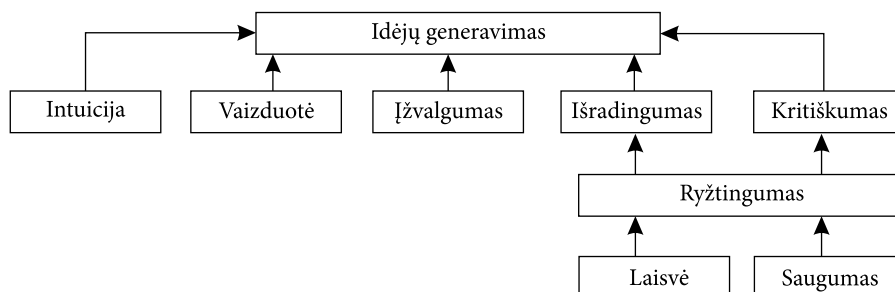 Idėjų generavimas
Intuicija
Vaizduotė
Įžvalgumas
Išradingumas
Kritiškumas
Ryžtingumas
Laisvė
Saugumas